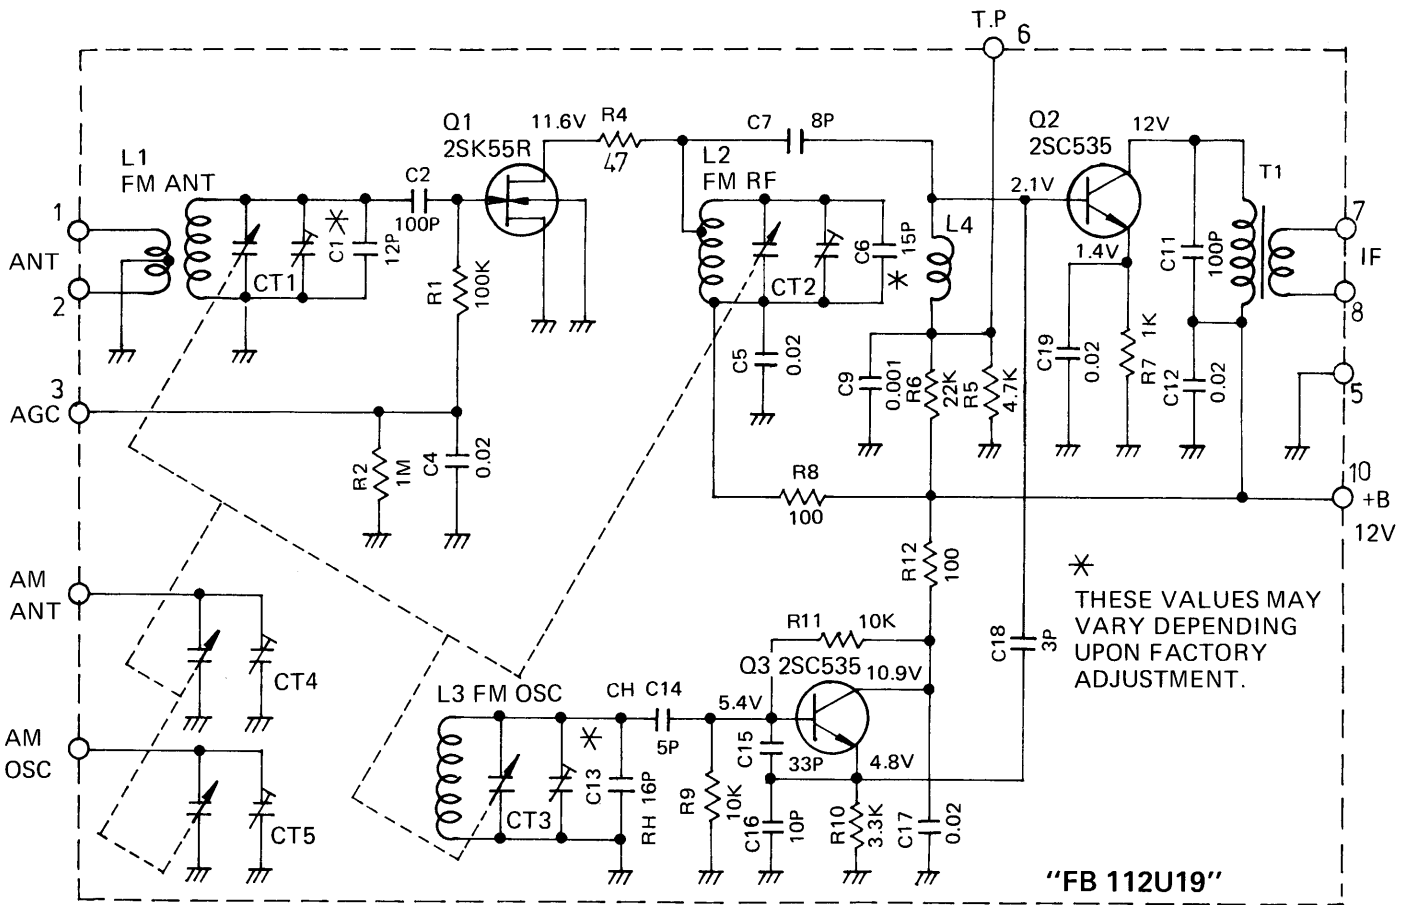 T.P
6
Q1
2SK55R
11.6V
R4
47
C7
8P
Q2
2SC535
12V
L1
FM ANT
C2
100P
L2
FM RF
2.1V
T1
1
ANT
2
CT1
*
C1
12P
R1
100K
CT2
C6
15P
*
L4
1.4V
C11
100P
7
IF
8
3
AGC
R2
1M
C4
0.02
C5
0.02
C9
0.001
R6
22K
R5
4.7K
C19
0.02
R7
1K
C12
0.02
5
R8
100
10
+B
12V
AM
ANT
CT4
R12
100
R11
10K
C18
3P
*
THESE VALUES MAY
VARY DEPENDING
UPON FACTORY
ADJUSTMENT.
Q3 2SC535
10.9V
L3 FM OSC
CH C14
5P
5.4V
AM
OSC
CT5
CT3
*
C13
RH 16P
R9
10K
C15
33P
4.8V
C16
10P
R10
3.3K
C17
0.02
"FB 112U19"